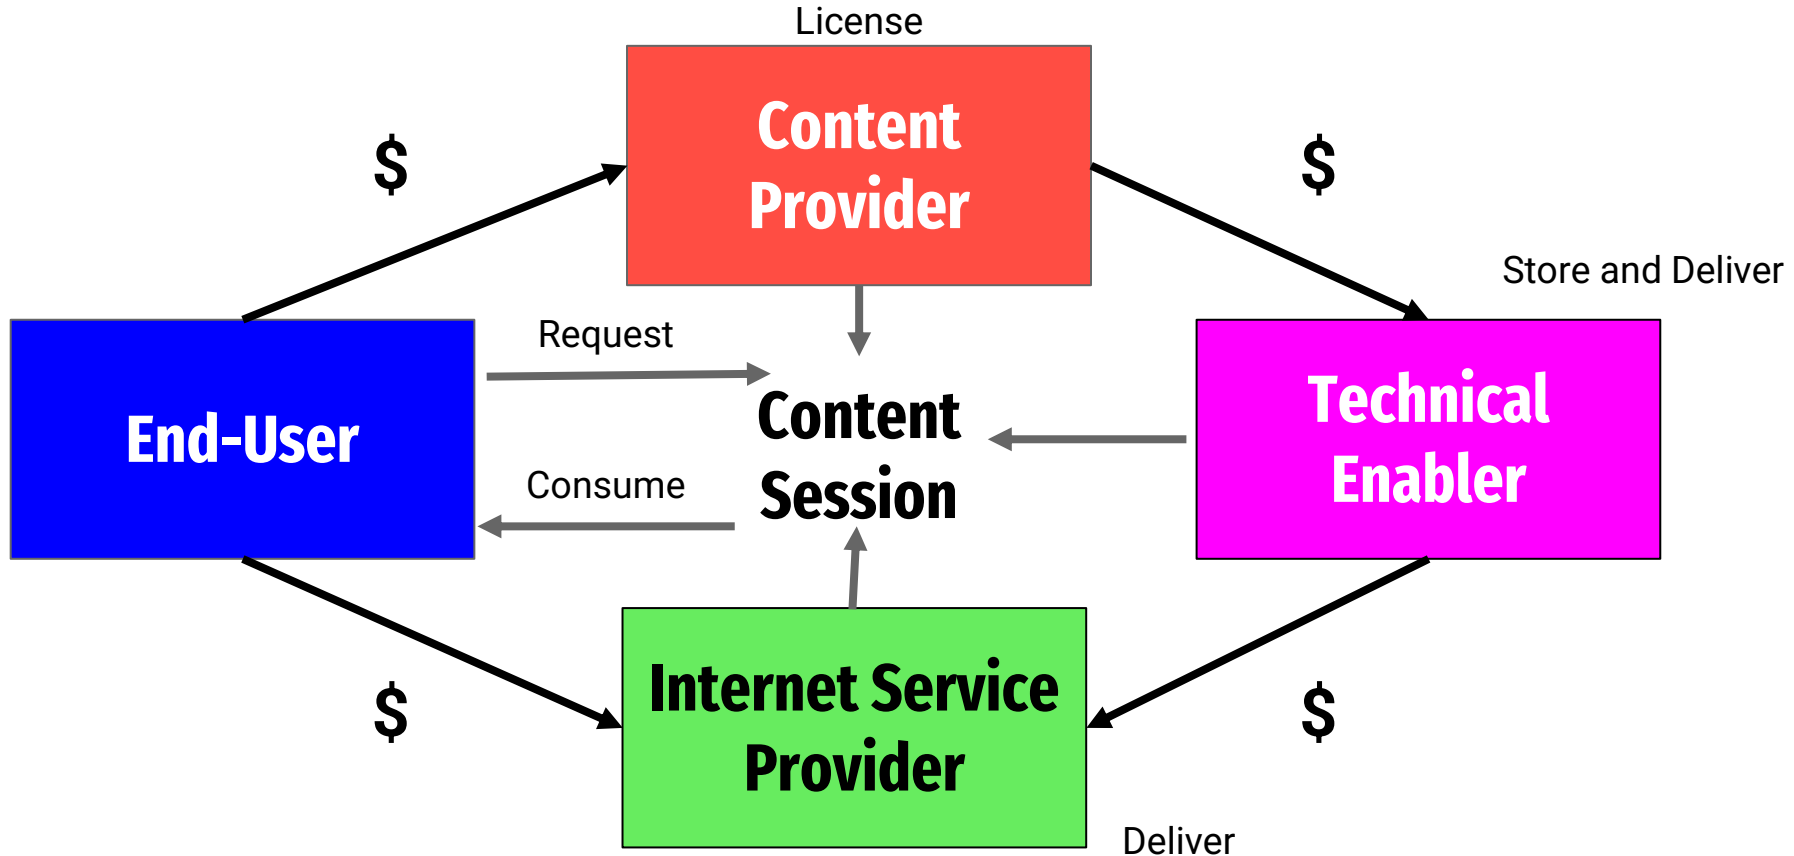 License
Content
Provider
$
$
Store and Deliver
Request
End-User
Content
Session
Technical
Enabler
Consume
$
$
Internet Service
Provider
Deliver